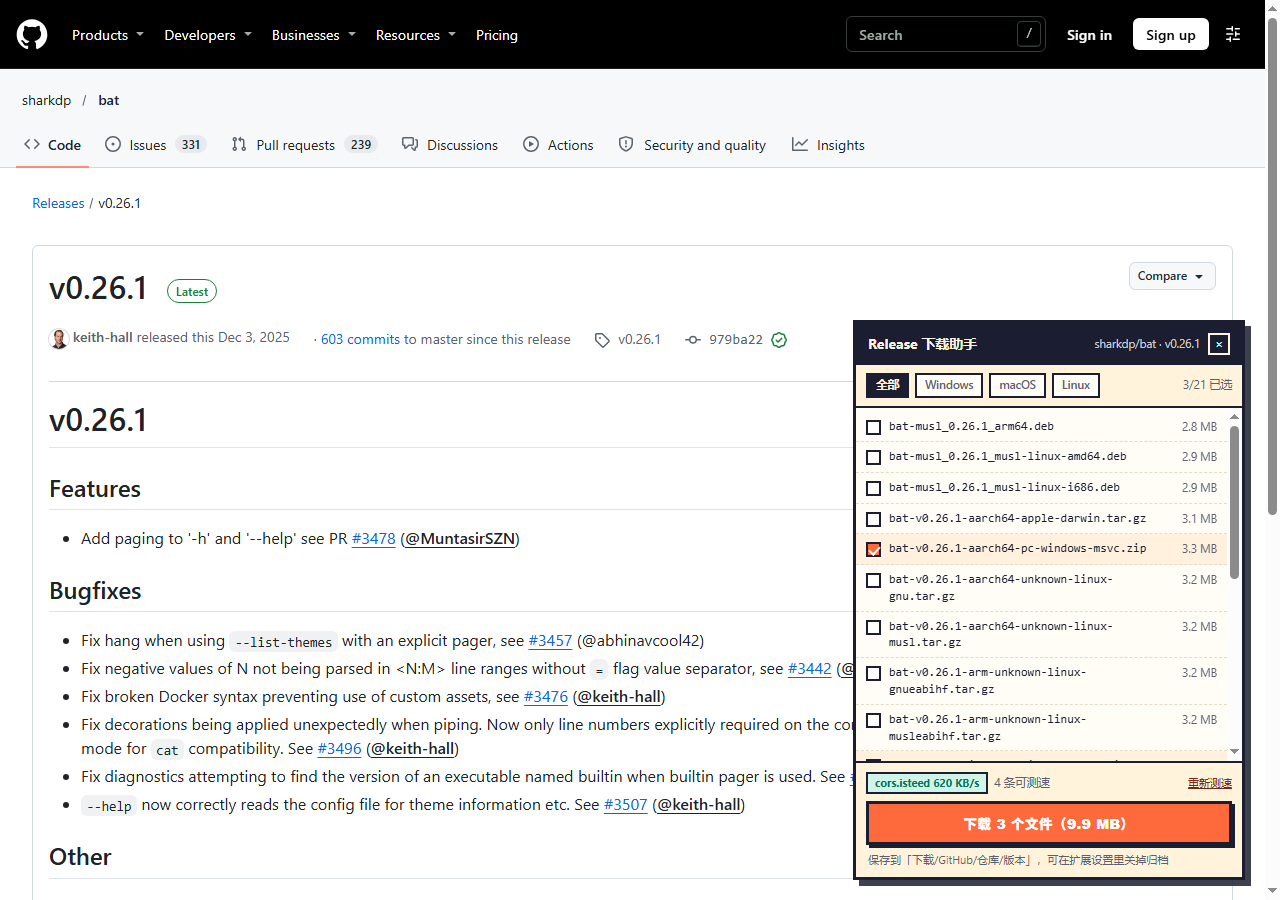 Products Developers Businesses Resources Pricing Search / Sign in Sign up
sharkdp / bat
Code Issues 331 Pull requests 239 Discussions Actions Security and quality Insights
Releases / v0.26.1
v0.26.1 Latest
Compare
keith-hall released this Dec 3, 2025 · 603 commits to master since this release v0.26.1 979ba22
v0.26.1
Features
Add paging to '-h' and '--help' see PR #3478 (@MuntasirSZN)
Bugfixes
Fix hang when using --list-themes with an explicit pager, see #3457 (@abhinavcool42)
Fix negative values of N not being parsed in <N:M> line ranges without = flag value separator, see #3442 (@
Fix broken Docker syntax preventing use of custom assets, see #3476 (@keith-hall)
Fix decorations being applied unexpectedly when piping. Now only line numbers explicitly required on the
mode for cat compatibility. See #3496 (@keith-hall)
Fix diagnostics attempting to find the version of an executable named builtin when builtin pager is used. See
--help now correctly reads the config file for theme information etc. See #3507 (@keith-hall)
Other
Release 下载助手 sharkdp/bat · v0.26.1 ×
全部 Windows macOS Linux 3/21 已选
bat-musl_0.26.1_arm64.deb 2.8 MB
bat-musl_0.26.1_musl-linux-amd64.deb 2.9 MB
bat-musl_0.26.1_musl-linux-i686.deb 2.9 MB
bat-v0.26.1-aarch64-apple-darwin.tar.gz 3.1 MB
bat-v0.26.1-aarch64-pc-windows-msvc.zip 3.3 MB
bat-v0.26.1-aarch64-unknown-linux- 3.2 MB
gnu.tar.gz
bat-v0.26.1-aarch64-unknown-linux- 3.2 MB
musl.tar.gz
bat-v0.26.1-arm-unknown-linux- 3.2 MB
gnueabihf.tar.gz
bat-v0.26.1-arm-unknown-linux- 3.2 MB
musleabihf.tar.gz
cors.isteed 620 KB/s 4 条可测速 重新测速
下载 3 个文件（9.9 MB）
保存到「下载/GitHub/仓库/版本」，可在扩展设置里关掉归档